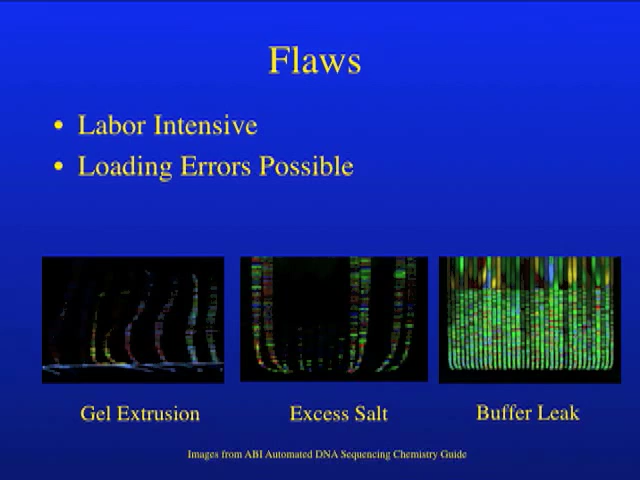 Flaws
• Labor Intensive
• Loading Errors Possible
Gel Extrusion
Excess Salt
Buffer Leak
Images from ABI Automated DNA Sequencing Chemistry Guide